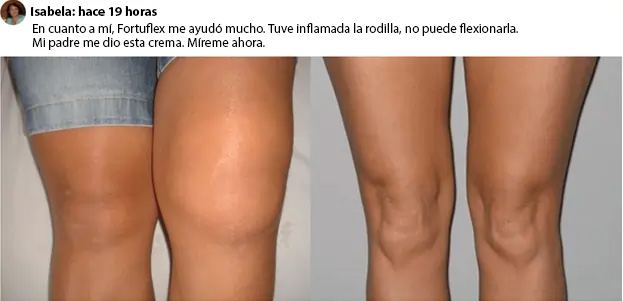 Isabela: hace 19 horas
En cuanto a mí, Fortuflex me ayudó mucho. Tuve inflamada la rodilla, no puede flexionarla.
Mi padre me dio esta crema. Míreme ahora.